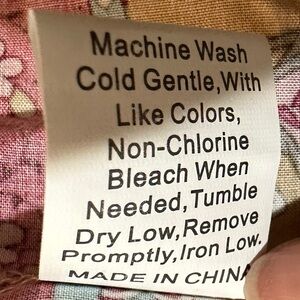 Machine Wash
Cold Gentle,With
Like Colors,
Non-Chlorine
Bleach When
Needed,Tumble
Dry Low,Remove
Promptly,Iron Low.
MADE IN CHINA